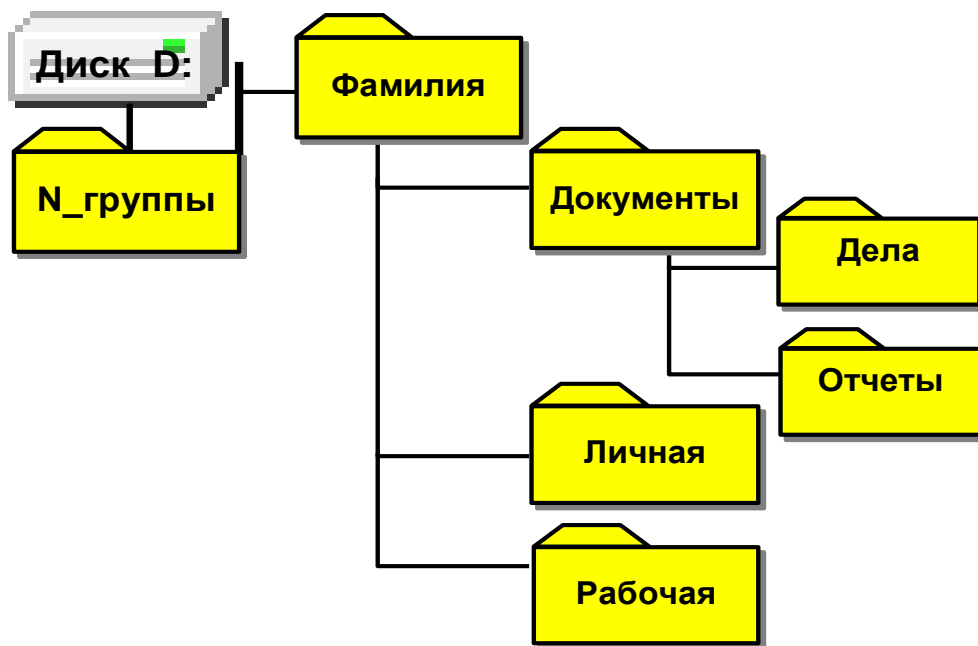 Диск D:
Фамилия
N_группы
Документы
Дела
Отчеты
Личная
Рабочая